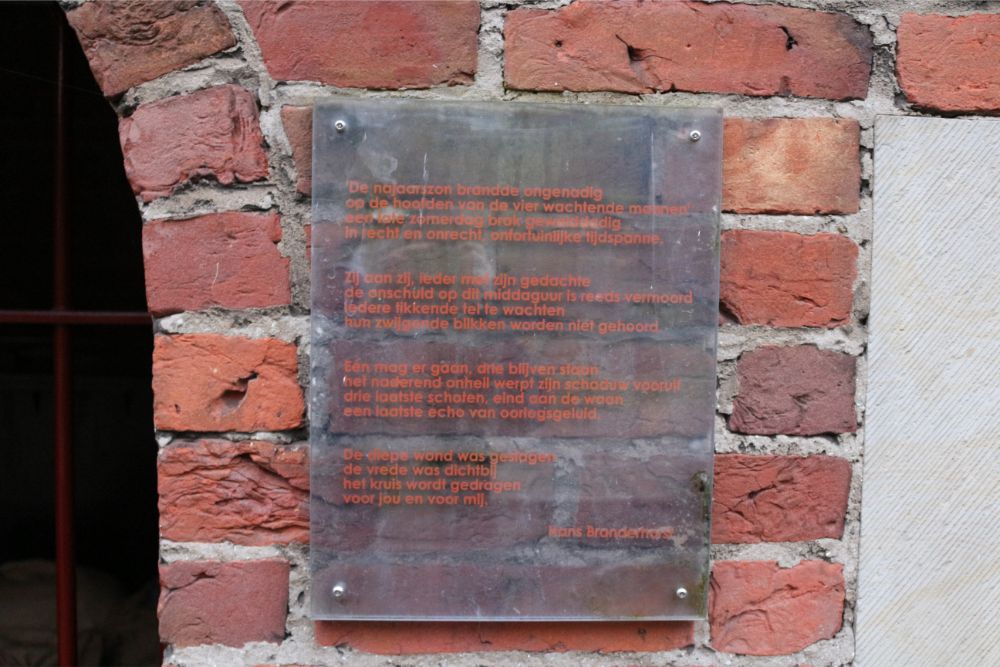 'De najaarszon brandde ongenadig
op de hoofden van de vier wachtende mannen'
een late zomerdag brak gewelddadig
in recht en onrecht, onfortuinlijke tijdspanne.
Zij aan zij, ieder met zijn gedachte
de onschuld op dit middaguur is reeds vermoord
iedere tikkende tel te wachten
hun zwijgende blikken worden niet gehoord
Eén mag er gaan, drie blijven staan
het naderend onheil werpt zijn schaduw vooruit
drie laatste schoten, eind aan de waan
een laatste echo van oorlogsgeluid.
De diepe wond was geslagen
de vrede was dichtbij
het kruis wordt gedragen
voor jou en voor mij.
Hans Brandehorst